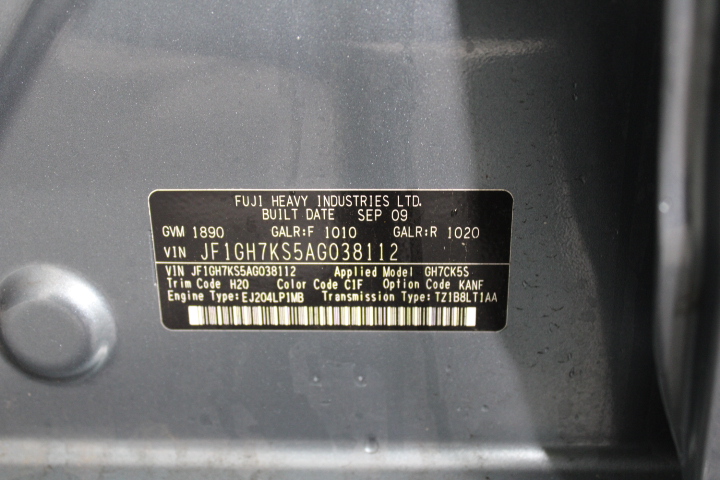 FUJI HEAVY INDUSTRIES LTD.
BUILT DATE SEP 09
GVM 1890 GALR:F 1010 GALR:R 1020
VIN JF1GH7KS5AG038112
VIN JF1GH7KS5AG038112 Applied Model GH7CK5S
Trim Code H20 Color Code C1F Option Code KANF
Engine Type:EJ204LP1MB Transmission Type:TZ1B8LT1AA